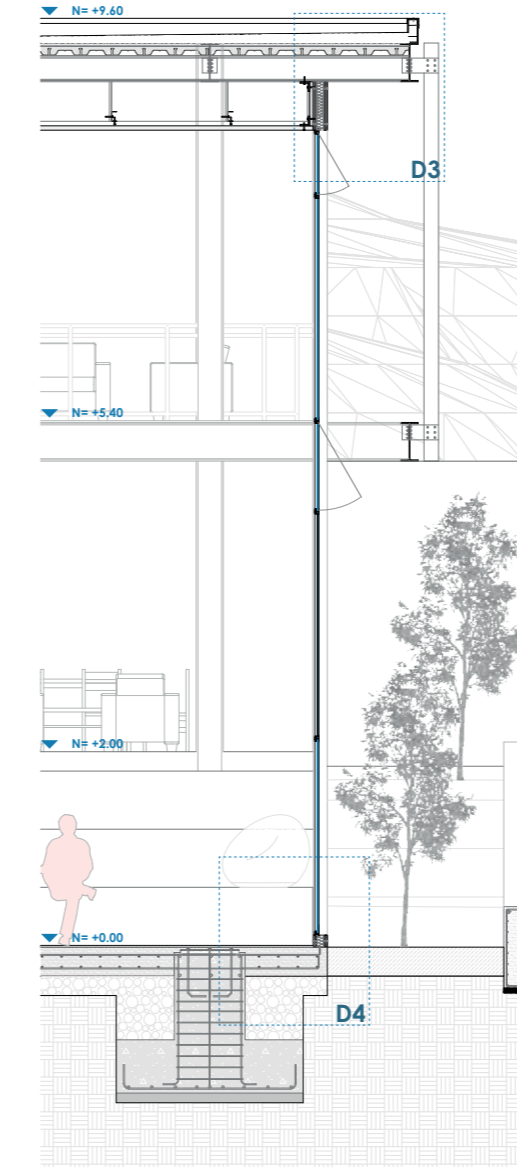 N= +9.60
D3
N= +5,40
N= +2.00
N= +0.00
D4